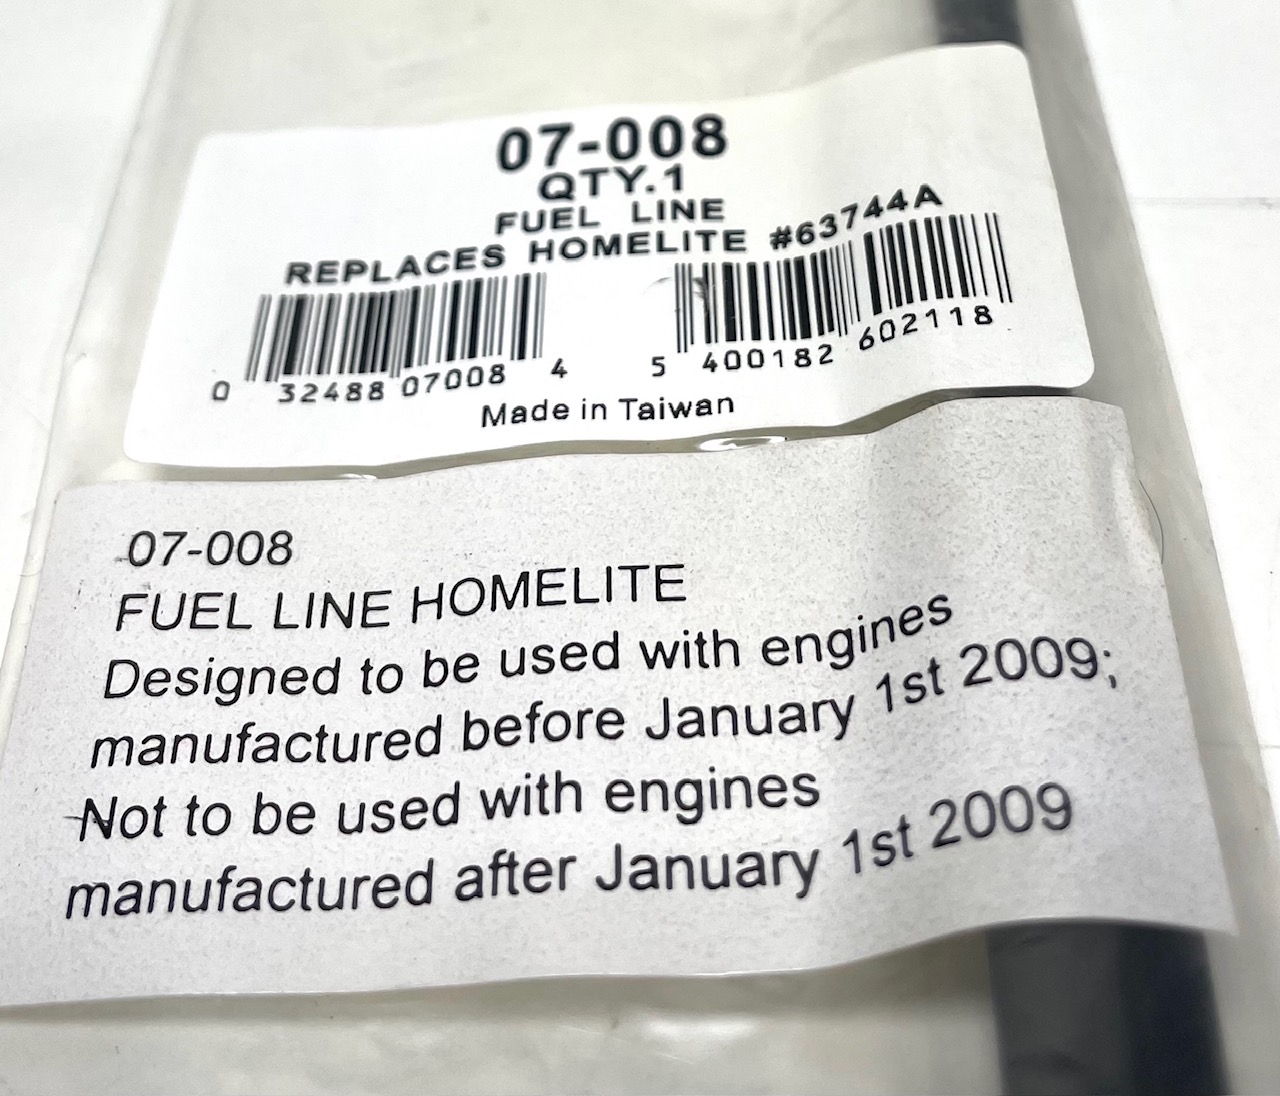 07-008
QTY.1
FUEL LINE
REPLACES HOMELITE #63744A
0 32488 07008 4
5 400182 602118
Made in Taiwan
07-008
FUEL LINE HOMELITE
Designed to be used with engines
manufactured before January 1st 2009;
Not to be used with engines
manufactured after January 1st 2009